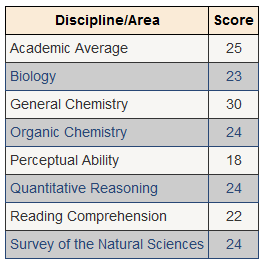 Discipline/Area Score
Academic Average 25
Biology 23
General Chemistry 30
Organic Chemistry 24
Perceptual Ability 18
Quantitative Reasoning 24
Reading Comprehension 22
Survey of the Natural Sciences 24